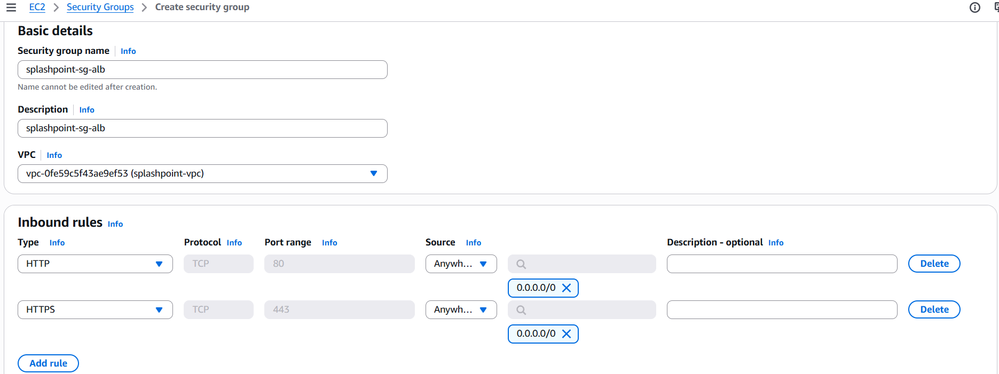 EC2 > Security Groups > Create security group
Basic details
Security group name Info
splashpoint-sg-alb
Name cannot be edited after creation.
Description Info
splashpoint-sg-alb
VPC Info
vpc-0fe59c5f43ae9ef53 (splashpoint-vpc)
Inbound rules Info
Type Info Protocol Info Port range Info Source Info Description - optional Info
HTTP TCP 80 Anywh... Delete
0.0.0.0/0
HTTPS TCP 443 Anywh... Delete
0.0.0.0/0
Add rule